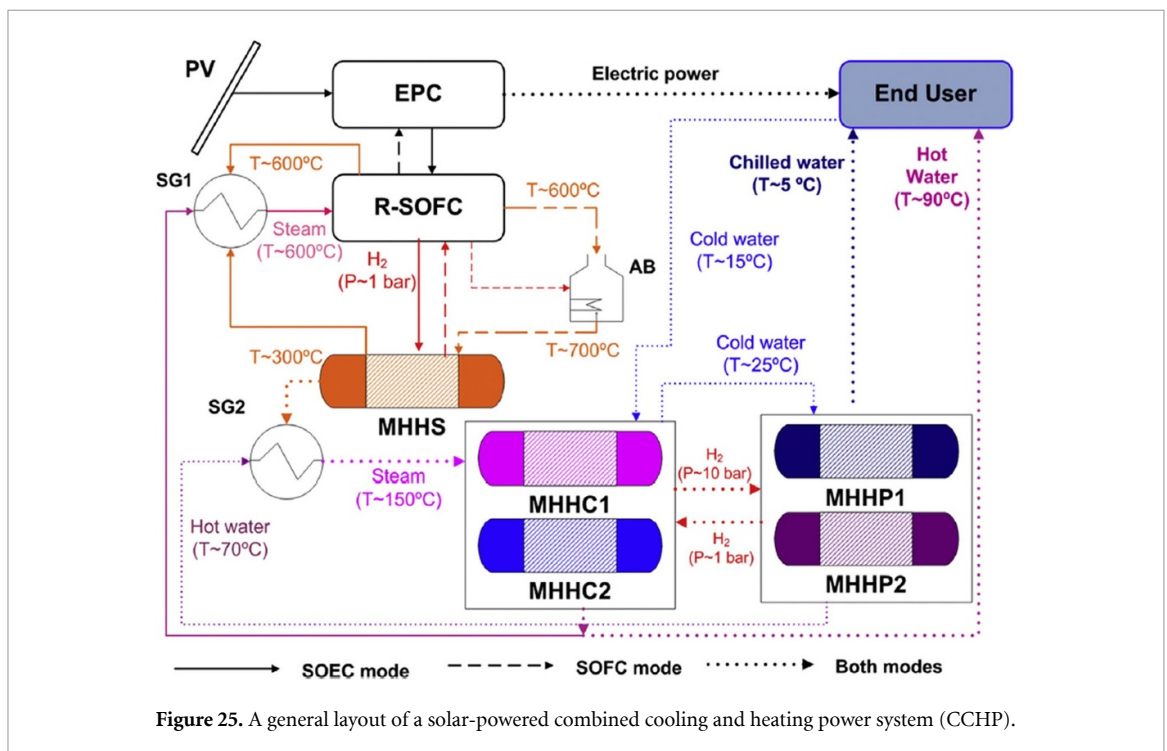 PV
EPC
Electric power
End User
T~600ºC
SG1
R-SOFC
T~600ºC
Chilled water
(T~5 ºC)
Hot
Water
(T~90ºC)
Steam
(T~600ºC)
H2
(P~1 bar)
AB
Cold water
(T~15ºC)
T~300ºC
T~700ºC
Cold water
(T~25ºC)
SG2
MHHS
Steam
(T~150ºC)
MHHC1
H2
(P~10 bar)
MHHP1
Hot water
(T~70ºC)
H2
(P~1 bar)
MHHC2
MHHP2
SOEC mode
SOFC mode
Both modes
Figure 25. A general layout of a solar-powered combined cooling and heating power system (CCHP).